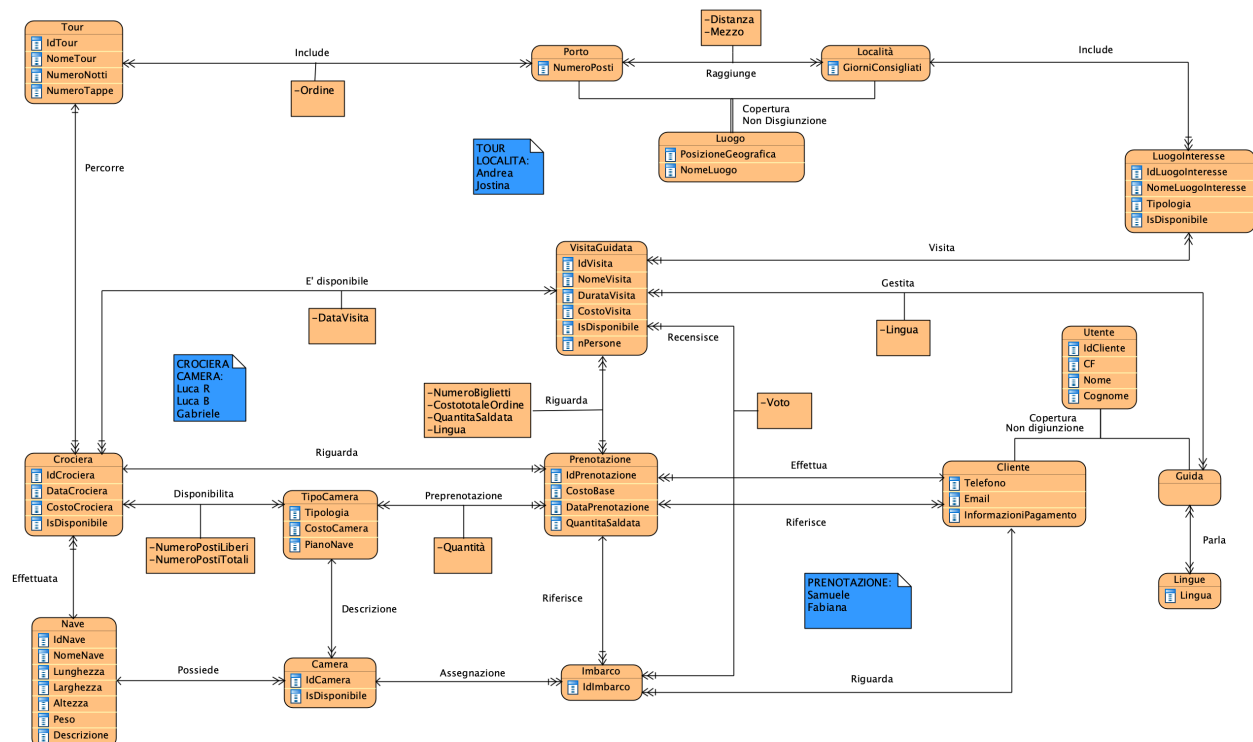 Tour
IdTour
NomeTour
NumeroNotti
NumeroTappe
Include
-Ordine
Porto
NumeroPosti
-Distanza
-Mezzo
Raggiunge
Località
GiorniConsigliati
Include
Copertura
Non Disgiunzione
Luogo
PosizioneGeografica
NomeLuogo
TOUR
LOCALITA:
Andrea
Jostina
LuogoInteresse
IdLuogoInteresse
NomeLuogoInteresse
Tipologia
IsDisponibile
Percorre
VisitaGuidata
IdVisita
NomeVisita
DurataVisita
CostoVisita
IsDisponibile
nPersone
Visita
E' disponibile
-DataVisita
Gestita
-Lingua
Recensisce
-Voto
Utente
IdCliente
CF
Nome
Cognome
Copertura
Non digiunzione
CROCIERA
CAMERA:
Luca R
Luca B
Gabriele
-NumeroBiglietti
-CostototaleOrdine
-QuantitaSaldata
-Lingua
Riguarda
Riguarda
Crociera
IdCrociera
DataCrociera
CostoCrociera
IsDisponibile
Disponibilita
-NumeroPostiLiberi
-NumeroPostiTotali
TipoCamera
Tipologia
CostoCamera
PianoNave
Preprenotazione
-Quantità
Prenotazione
IdPrenotazione
CostoBase
DataPrenotazione
QuantitaSaldata
Effettua
Riferisce
Cliente
Telefono
Email
InformazioniPagamento
Guida
Parla
Lingue
Lingua
Effettuata
Descrizione
Riferisce
PRENOTAZIONE:
Samuele
Fabiana
Nave
IdNave
NomeNave
Lunghezza
Larghezza
Altezza
Peso
Descrizione
Possiede
Camera
IdCamera
IsDisponibile
Assegnazione
Imbarco
IdImbarco
Riguarda